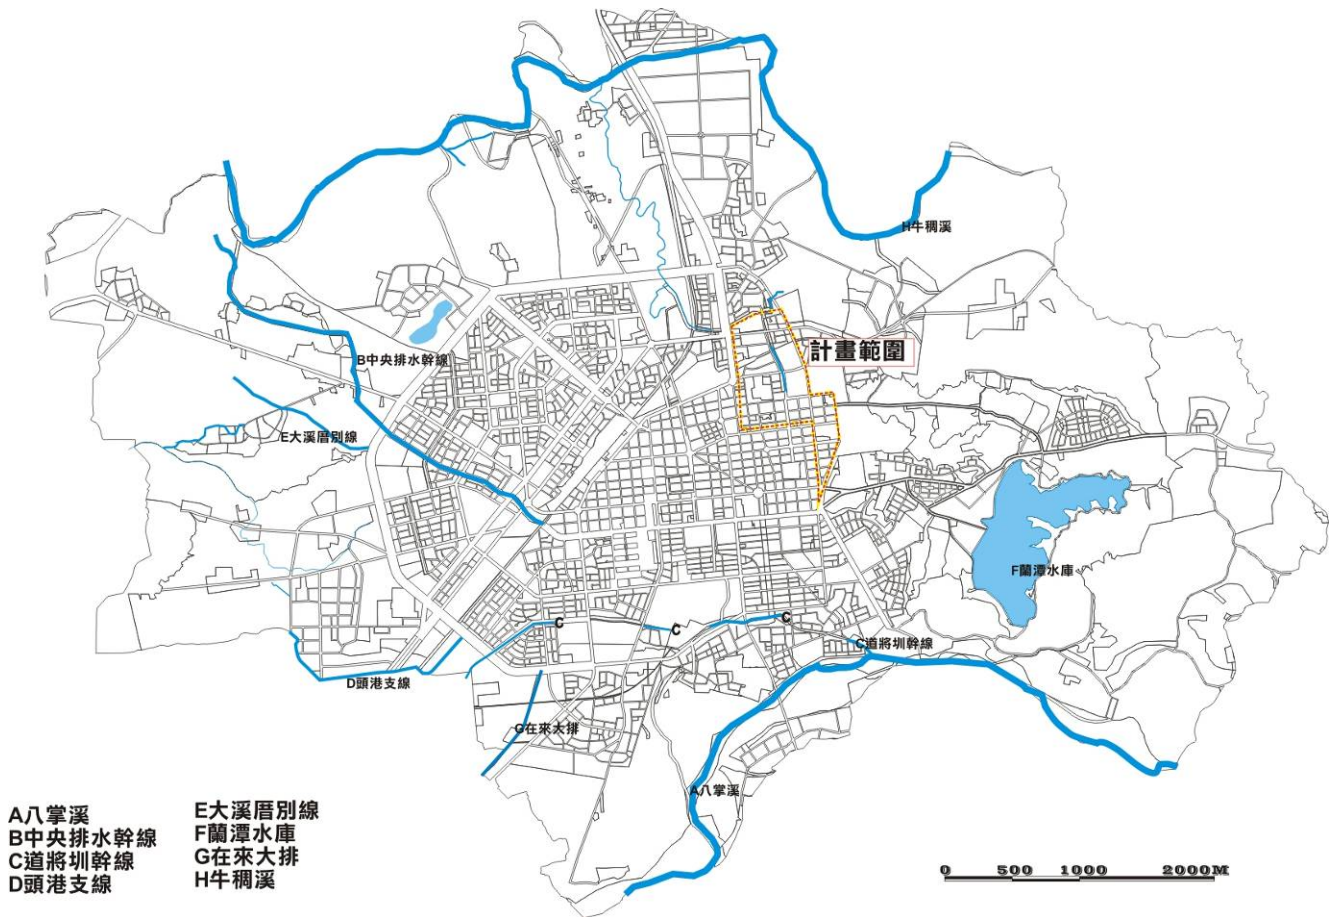 H牛稠溪
計畫範圍
B中央排水幹線
E大溪厝別線
F蘭潭水庫
C
C
C
C道將圳幹線
D頭港支線
G在來大排
A八掌溪
A八掌溪
B中央排水幹線
C道將圳幹線
D頭港支線
E大溪厝別線
F蘭潭水庫
G在來大排
H牛稠溪
0 500 1000 2000M